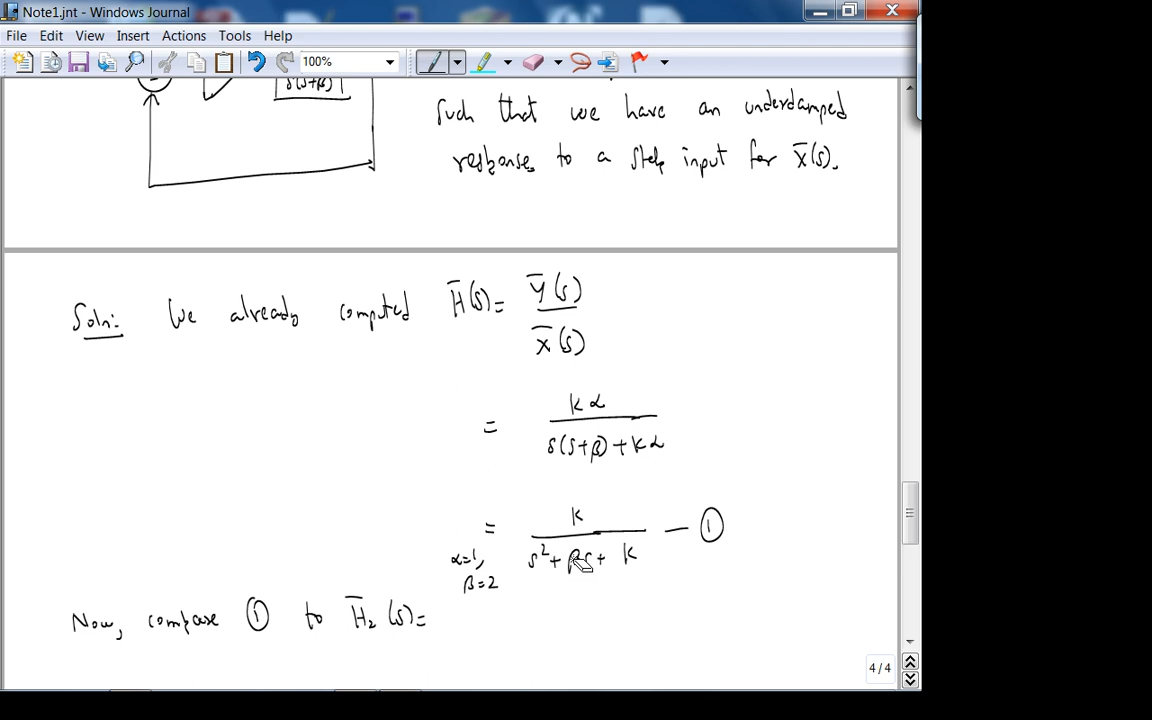 Note1.jnt - Windows Journal
File Edit View Insert Actions Tools Help
100%
s(s+β)
such that we have an underdamped
response to a step input for X̄(s).
Soln: We already computed H̄(s) = Ȳ(s)
X̄(s)
= kα
s(s+β)+kα
= k
s²+ βs+ k — ①
α=1,
β=2
Now, compare ① to H̄₂(s)=
4 / 4